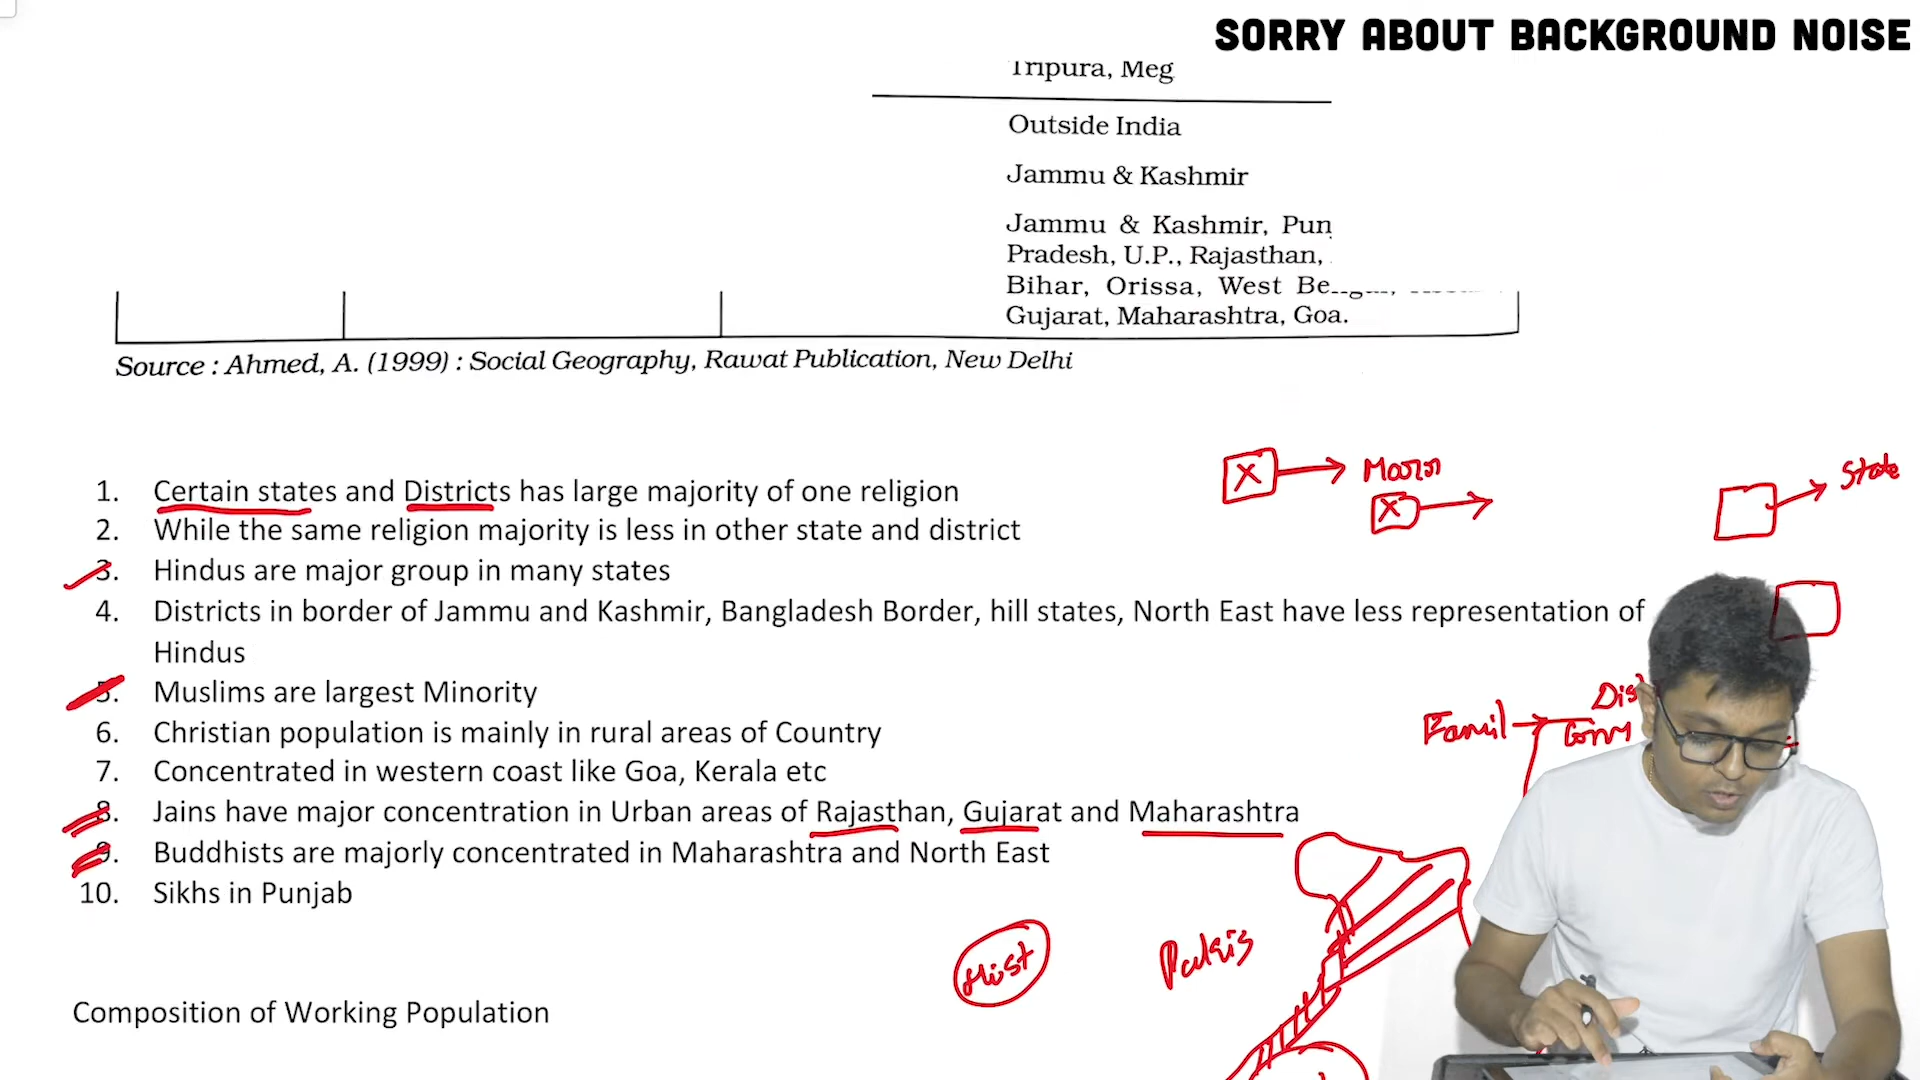 SORRY ABOUT BACKGROUND NOISE
Tripura, Meg
Outside India
Jammu & Kashmir
Jammu & Kashmir, Pun
Pradesh, U.P., Rajasthan,
Bihar, Orissa, West
Gujarat, Maharashtra, Goa.
Source : Ahmed, A. (1999) : Social Geography, Rawat Publication, New Delhi
1. Certain states and Districts has large majority of one religion
2. While the same religion majority is less in other state and district
3. Hindus are major group in many states
4. Districts in border of Jammu and Kashmir, Bangladesh Border, hill states, North East have less representation of
Hindus
5. Muslims are largest Minority
6. Christian population is mainly in rural areas of Country
7. Concentrated in western coast like Goa, Kerala etc
8. Jains have major concentration in Urban areas of Rajasthan, Gujarat and Maharashtra
9. Buddhists are majorly concentrated in Maharashtra and North East
10. Sikhs in Punjab
Composition of Working Population
X
X
State
Hist
Pakis